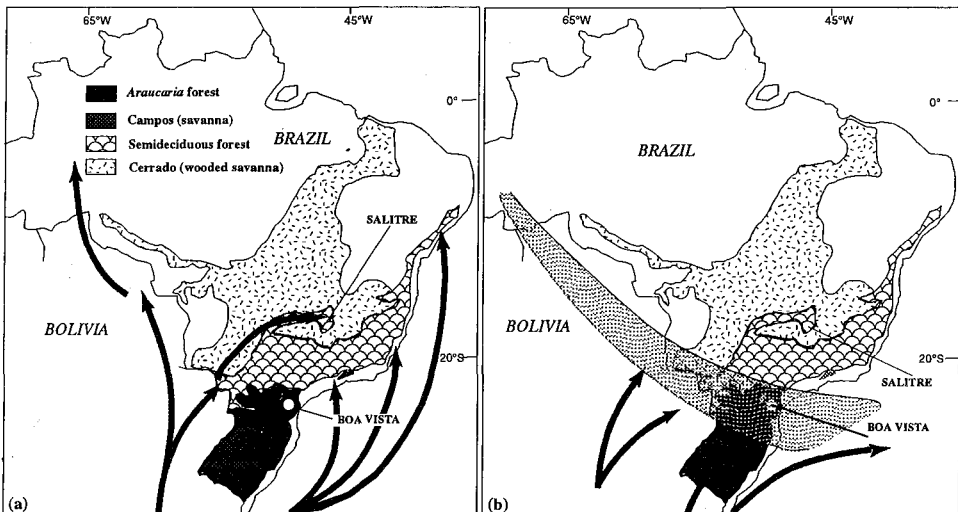 65°W
45°W
Araucaria forest
Campos (savanna)
Semideciduous forest
Cerrado (wooded savanna)
0°
BRAZIL
SALITRE
BOLIVIA
20°S
BOA VISTA
(a)
65°W
45°W
0°
BRAZIL
BOLIVIA
20°S
SALITRE
BOA VISTA
(b)